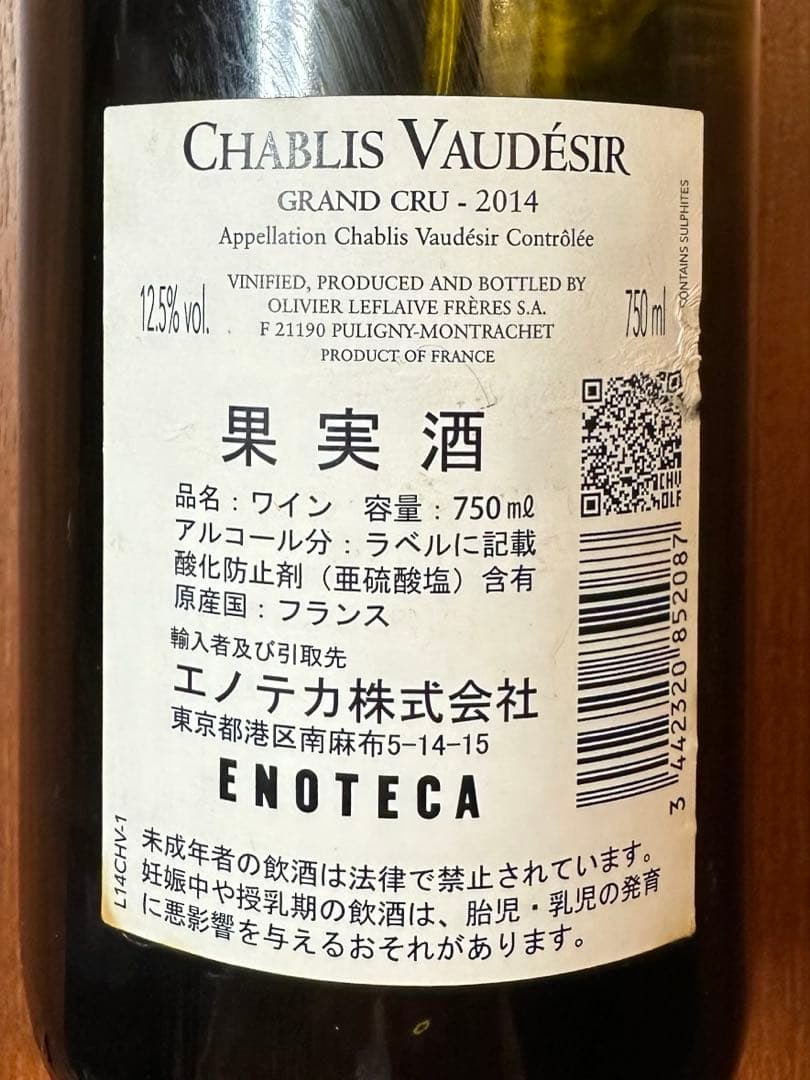 CHABLIS VAUDÉSIR
GRAND CRU - 2014
Appellation Chablis Vaudésir Contrôlée
CONTAINS SULPHITES
12.5% vol.
VINIFIED, PRODUCED AND BOTTLED BY
OLIVIER LEFLAIVE FRÈRES S.A.
F 21190 PULIGNY-MONTRACHET
PRODUCT OF FRANCE
750 ml
果実酒
品名:ワイン 容量:750㎖
アルコール分:ラベルに記載
酸化防止剤(亜硫酸塩)含有
原産国:フランス
輸入者及び引取先
エノテカ株式会社
東京都港区南麻布5-14-15
ENOTECA
3 442320 852087
L14CHV-1
未成年者の飲酒は法律で禁止されています。
妊娠中や授乳期の飲酒は、胎児・乳児の発育
に悪影響を与えるおそれがあります。